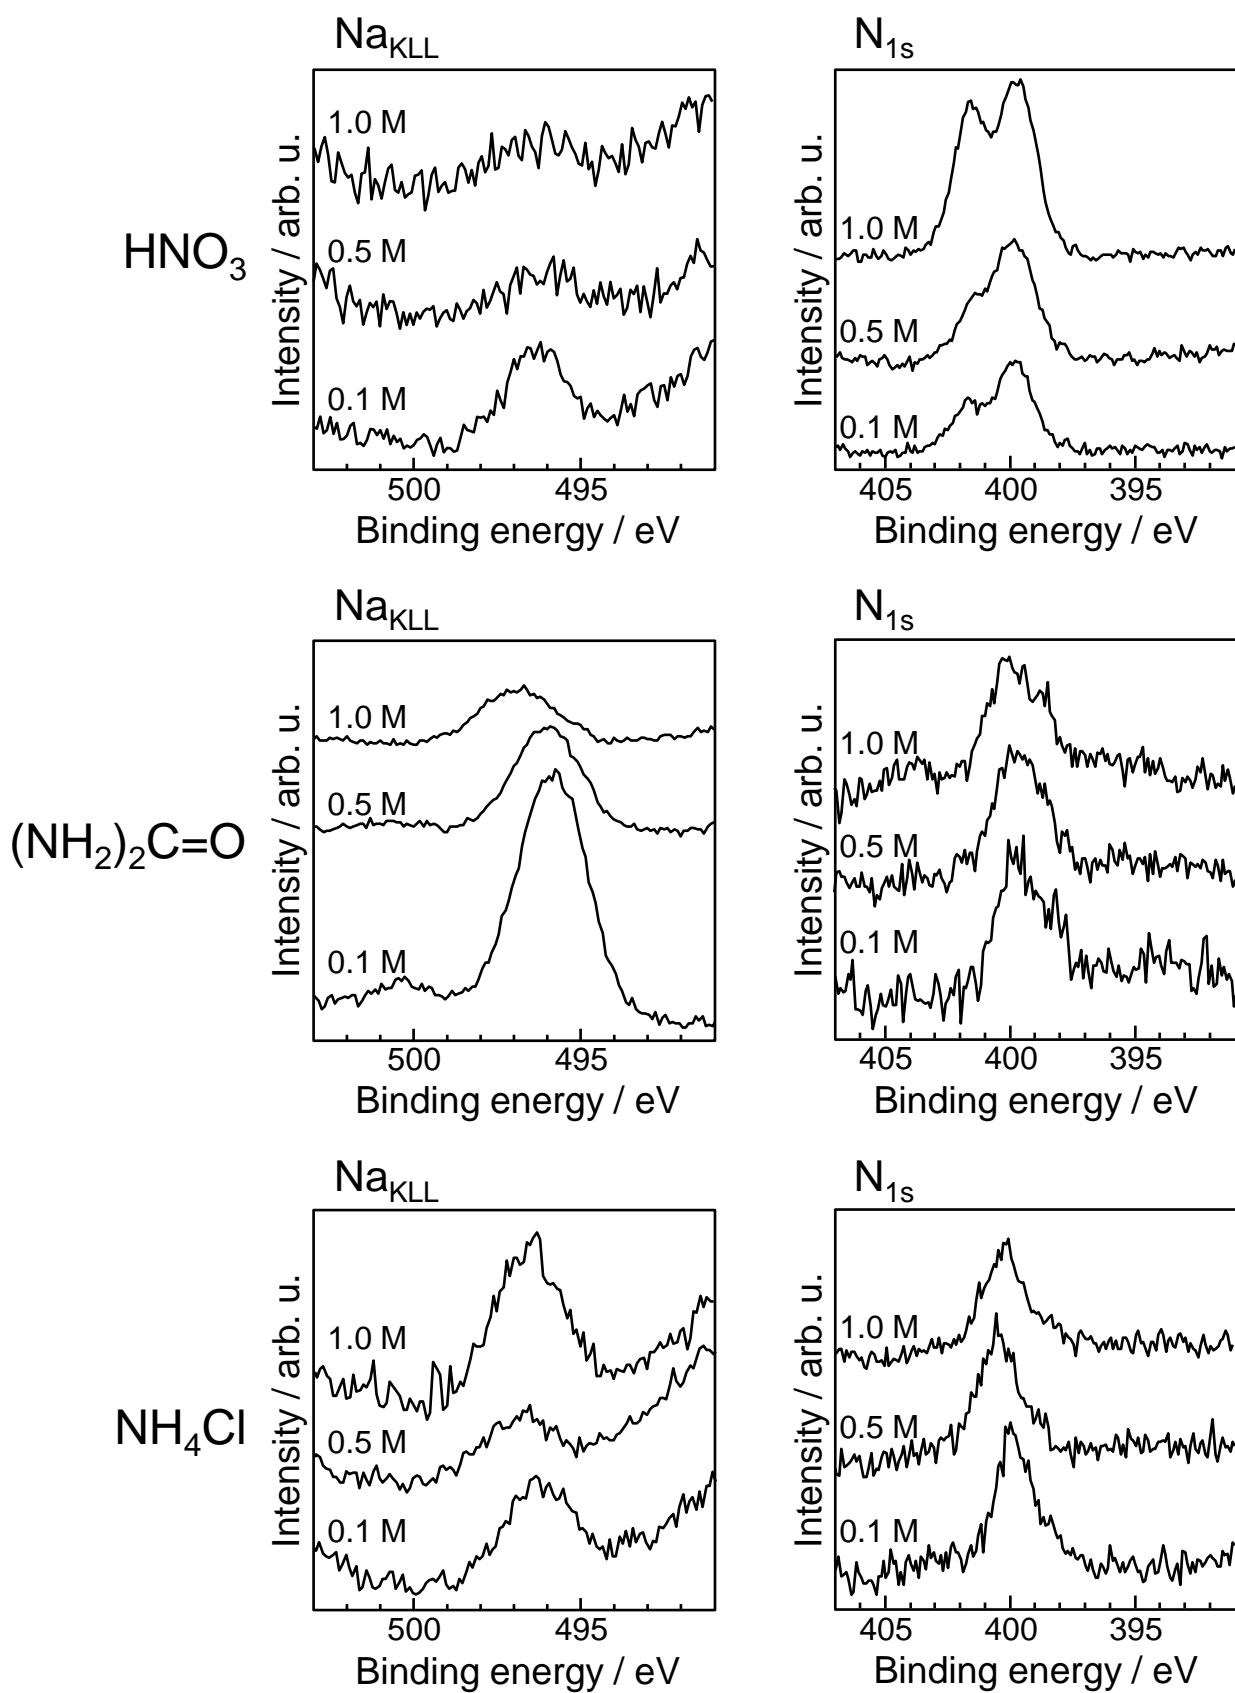 Na_KLL
N_1s
HNO₃
Intensity / arb. u.
1.0 M
0.5 M
0.1 M
500 495
Binding energy / eV
Intensity / arb. u.
1.0 M
0.5 M
0.1 M
405 400 395
Binding energy / eV
Na_KLL
N_1s
(NH₂)₂C=O
Intensity / arb. u.
1.0 M
0.5 M
0.1 M
500 495
Binding energy / eV
Intensity / arb. u.
1.0 M
0.5 M
0.1 M
405 400 395
Binding energy / eV
Na_KLL
N_1s
NH₄Cl
Intensity / arb. u.
1.0 M
0.5 M
0.1 M
500 495
Binding energy / eV
Intensity / arb. u.
1.0 M
0.5 M
0.1 M
405 400 395
Binding energy / eV